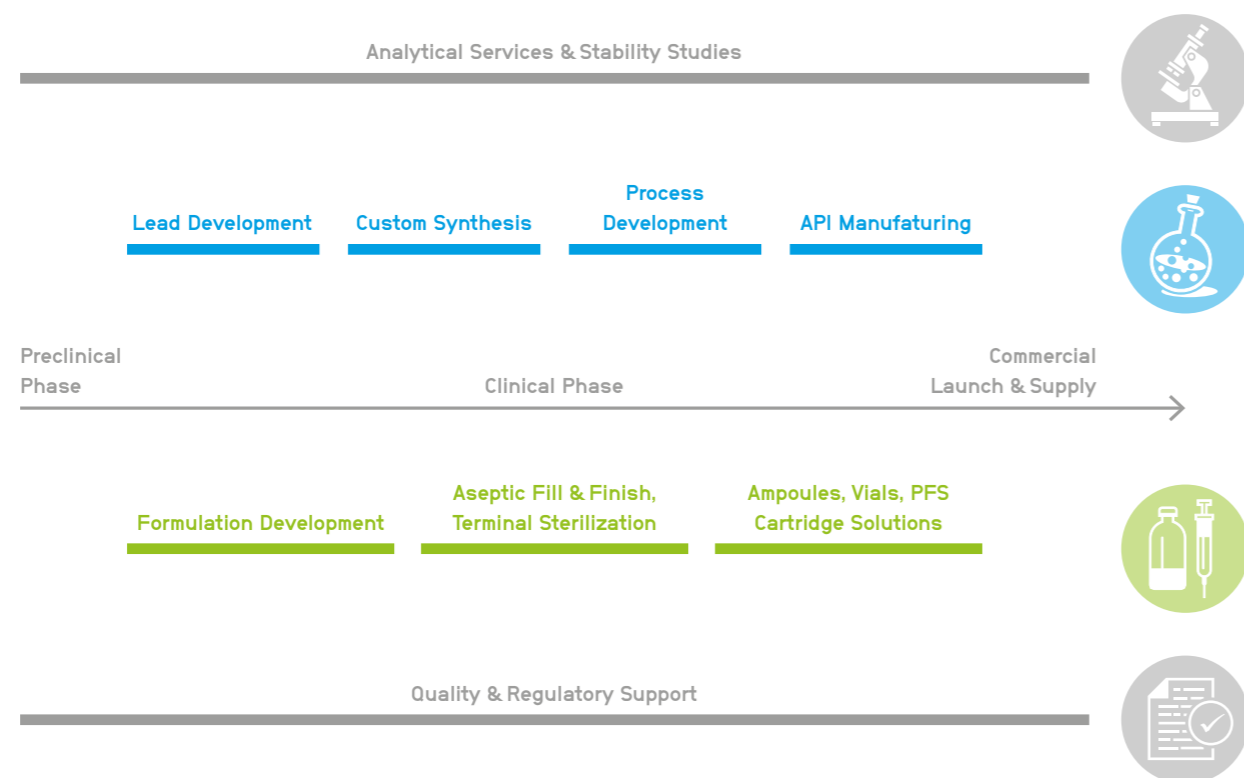 Analytical Services & Stability Studies
Lead Development
Custom Synthesis
Process
Development
API Manufaturing
Preclinical
Phase
Clinical Phase
Commercial
Launch & Supply
Formulation Development
Aseptic Fill & Finish,
Terminal Sterilization
Ampoules, Vials, PFS
Cartridge Solutions
Quality & Regulatory Support